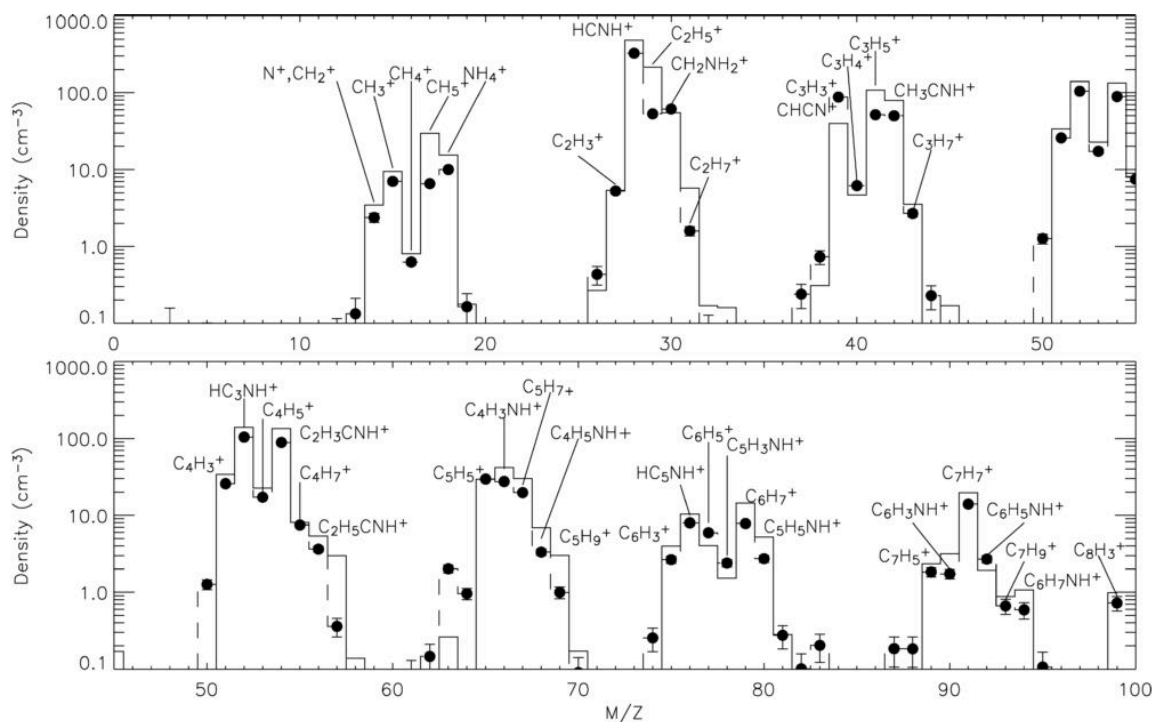 1000.0
100.0
10.0
1.0
0.1
Density (cm−3)
N+,CH2+
CH3+
CH4+
CH5+
NH4+
HCNH+
C2H5+
CH2NH2+
C2H3+
C2H7+
C3H3+
CHCN+
C3H4+
C3H5+
CH3CNH+
C3H7+
0 10 20 30 40 50
1000.0
100.0
10.0
1.0
0.1
Density (cm−3)
C4H3+
HC3NH+
C4H5+
C2H3CNH+
C4H7+
C2H5CNH+
C5H5+
C4H3NH+
C5H7+
C4H5NH+
C5H9+
C6H3+
HC5NH+
C6H5+
C5H3NH+
C6H7+
C5H5NH+
C7H5+
C6H3NH+
C7H7+
C6H5NH+
C7H9+
C6H7NH+
C8H3+
50 60 70 80 90 100
M/Z